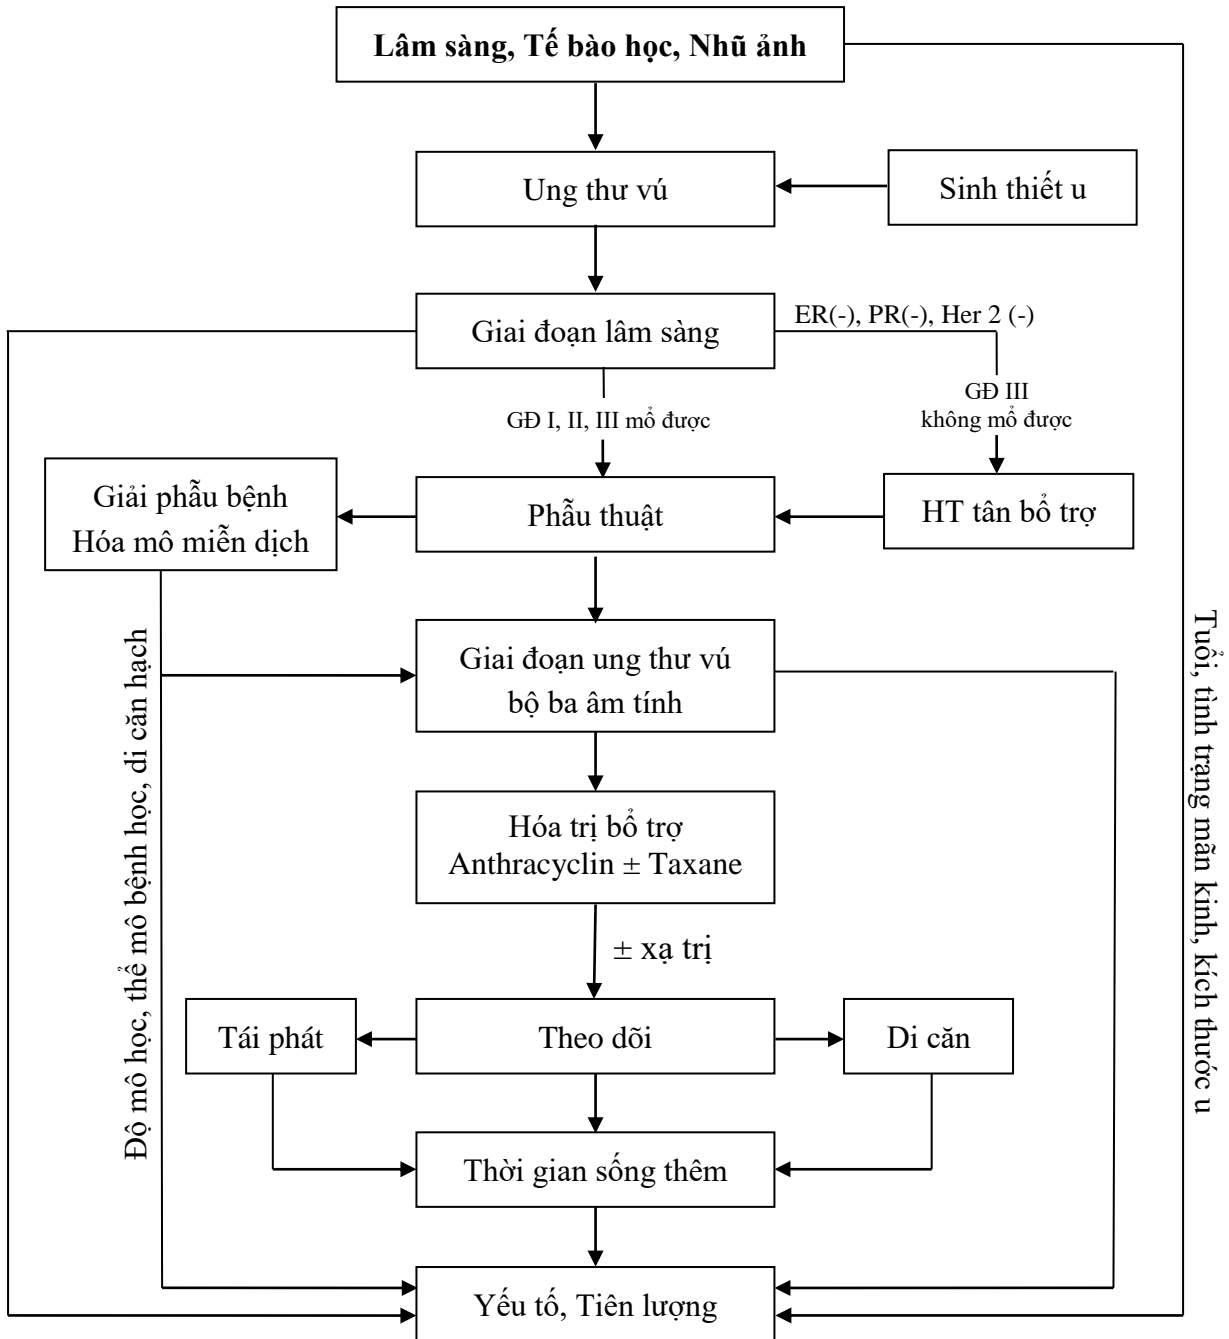 Lâm sàng, Tế bào học, Nhũ ảnh
Ung thư vú
Sinh thiết u
Giai đoạn lâm sàng
ER(-), PR(-), Her 2 (-)
GĐ I, II, III mổ được
GĐ III
không mổ được
Giải phẫu bệnh
Hóa mô miễn dịch
Phẫu thuật
HT tân bổ trợ
Giai đoạn ung thư vú
bộ ba âm tính
Độ mô học, thể mô bệnh học, di căn hạch
Tuổi, tình trạng mãn kinh, kích thước u
Hóa trị bổ trợ
Anthracyclin ± Taxane
± xạ trị
Tái phát
Theo dõi
Di căn
Thời gian sống thêm
Yếu tố, Tiên lượng